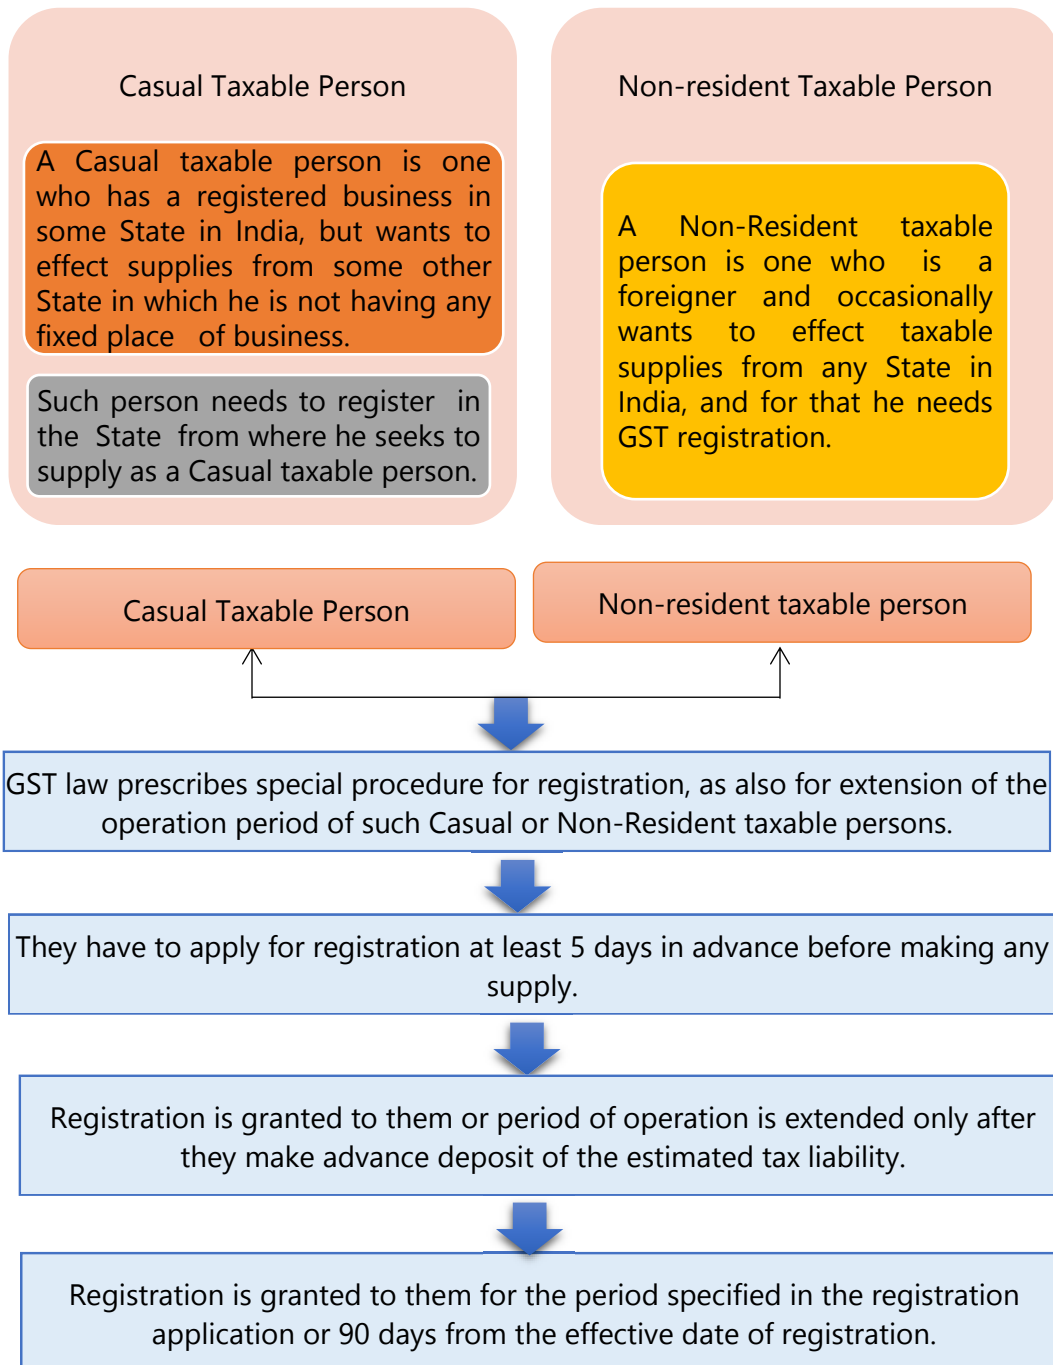 Casual Taxable Person
A Casual taxable person is one
who has a registered business in
some State in India, but wants to
effect supplies from some other
State in which he is not having any
fixed place of business.
Such person needs to register in
the State from where he seeks to
supply as a Casual taxable person.
Non-resident Taxable Person
A Non-Resident taxable
person is one who is a
foreigner and occasionally
wants to effect taxable
supplies from any State in
India, and for that he needs
GST registration.
Casual Taxable Person
Non-resident taxable person
GST law prescribes special procedure for registration, as also for extension of the
operation period of such Casual or Non-Resident taxable persons.
They have to apply for registration at least 5 days in advance before making any
supply.
Registration is granted to them or period of operation is extended only after
they make advance deposit of the estimated tax liability.
Registration is granted to them for the period specified in the registration
application or 90 days from the effective date of registration.